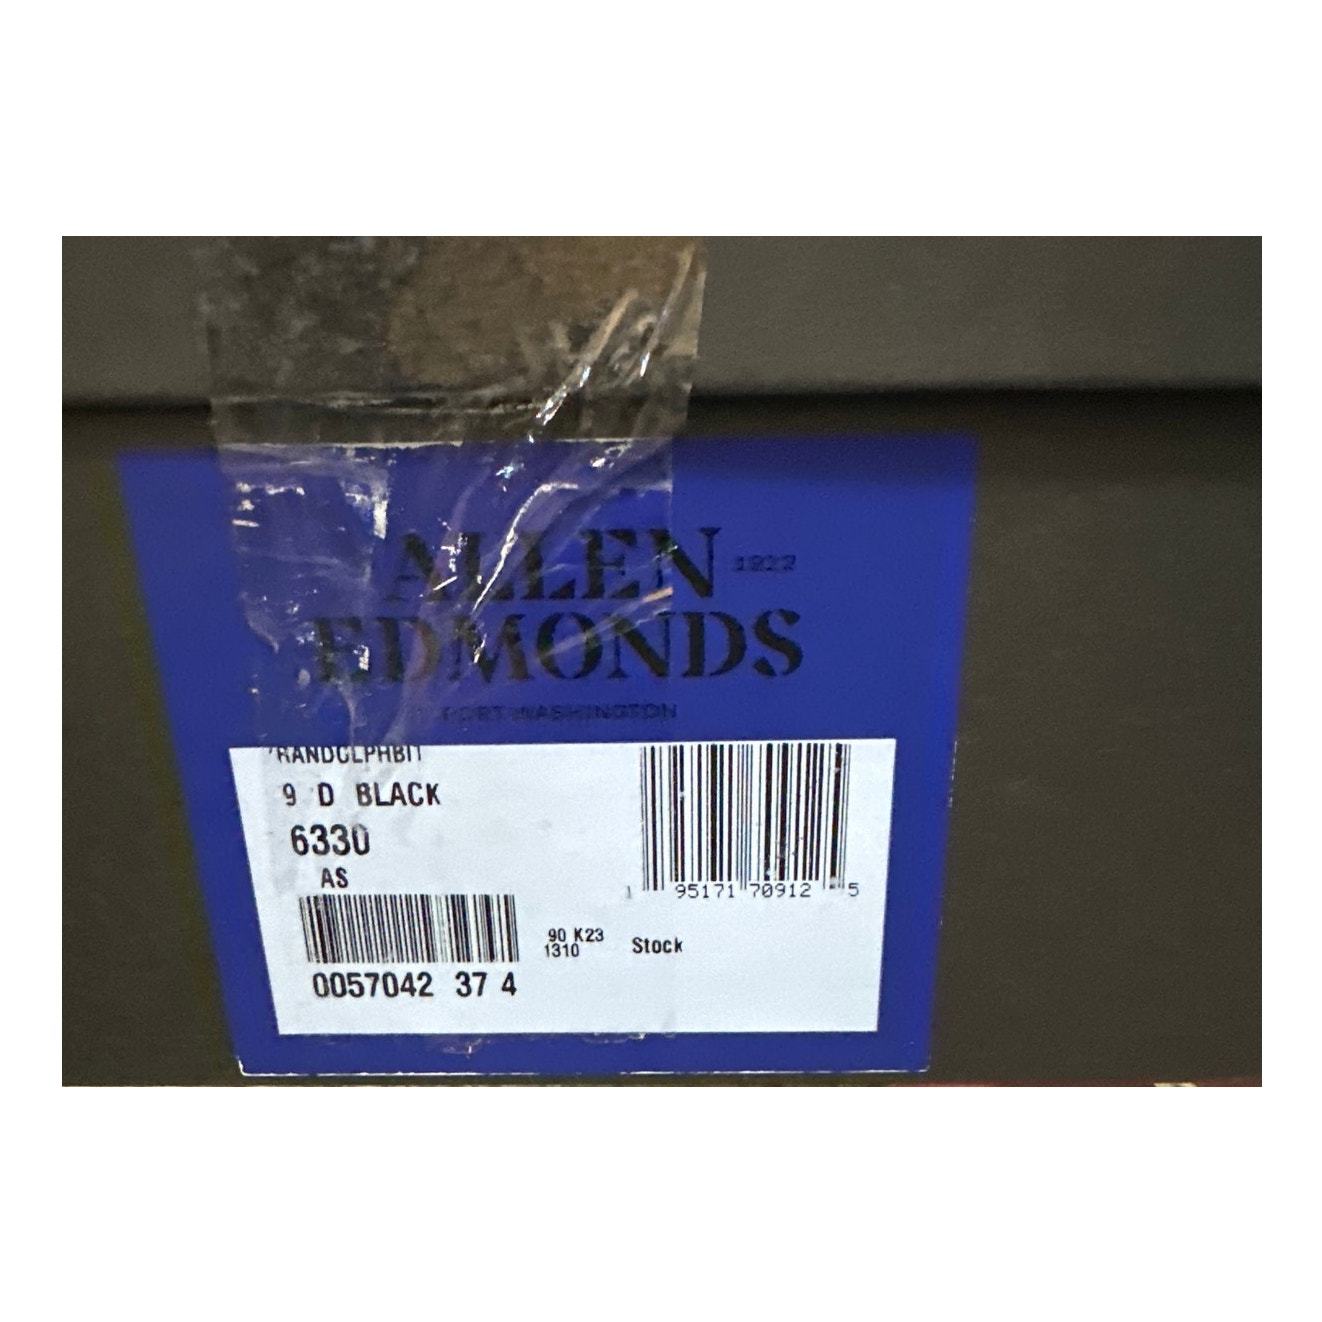 ALLEN 1922
EDMONDS
PORT WASHINGTON
RANDOLPHBIT
9 D BLACK
6330
AS
1 95171 70912 5
90 K23
1310
Stock
0057042 37 4